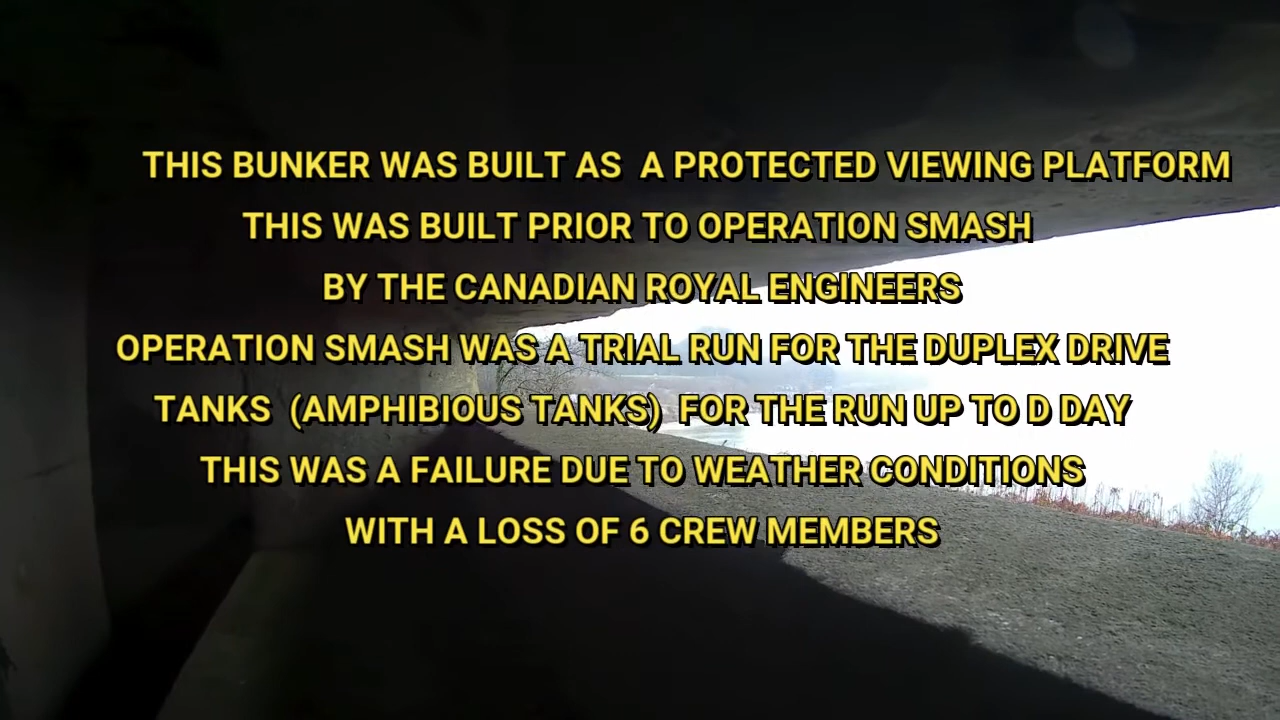 THIS BUNKER WAS BUILT AS  A PROTECTED VIEWING PLATFORM
THIS WAS BUILT PRIOR TO OPERATION SMASH
BY THE CANADIAN ROYAL ENGINEERS
OPERATION SMASH WAS A TRIAL RUN FOR THE DUPLEX DRIVE
TANKS  (AMPHIBIOUS TANKS)  FOR THE RUN UP TO D DAY
THIS WAS A FAILURE DUE TO WEATHER CONDITIONS
WITH A LOSS OF 6 CREW MEMBERS